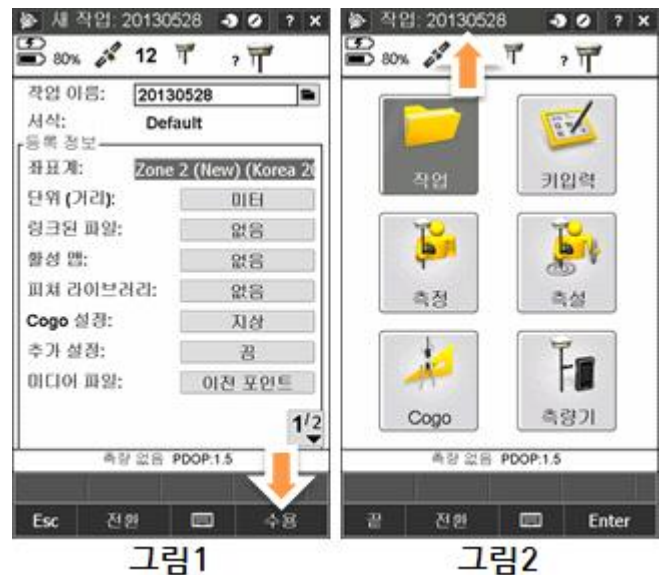 새 작업: 20130528 ? ×
80% 12 ?
작업 이름: 20130528
서식: Default
등록 정보
좌표계: Zone 2 (New) (Korea 20
단위 (거리): 미터
링크된 파일: 없음
활성 맵: 없음
피쳐 라이브러리: 없음
Cogo 설정: 지상
추가 설정: 끔
미디어 파일: 이전 포인트
1/2
측량 없음 PDOP:1.5
Esc 전환 수용
그림1
작업: 20130528 ? ×
80% ?
작업 키입력
측정 측설
Cogo 측량기
측량 없음 PDOP:1.5
끝 전환 Enter
그림2